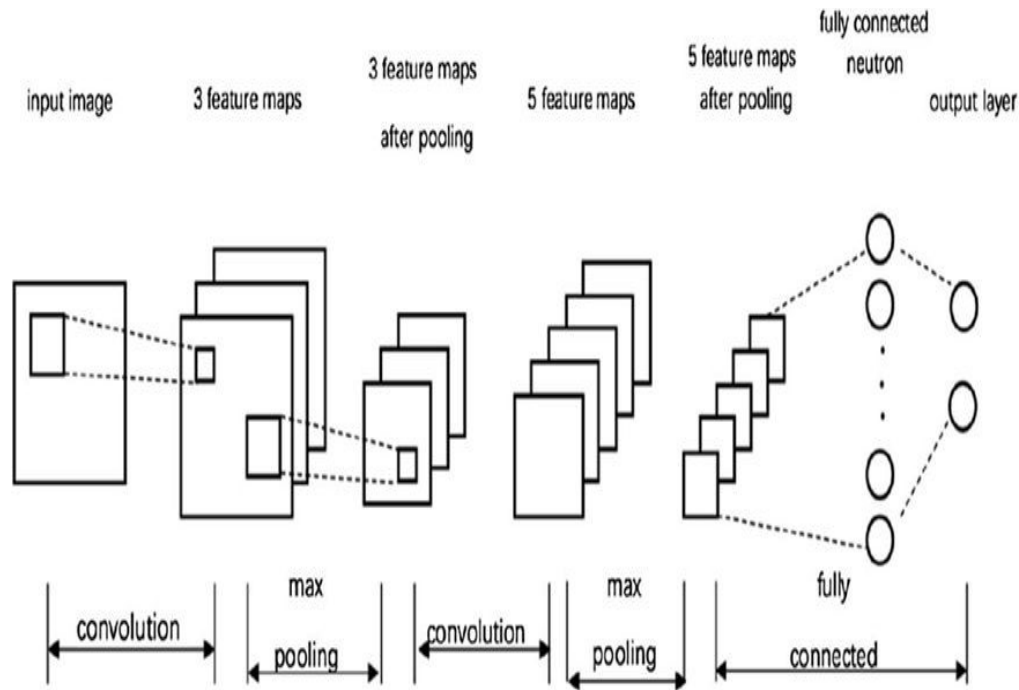 input image
3 feature maps
3 feature maps
after pooling
5 feature maps
5 feature maps
after pooling
fully connected
neutron
output layer
convolution
max
pooling
convolution
max
pooling
fully
connected